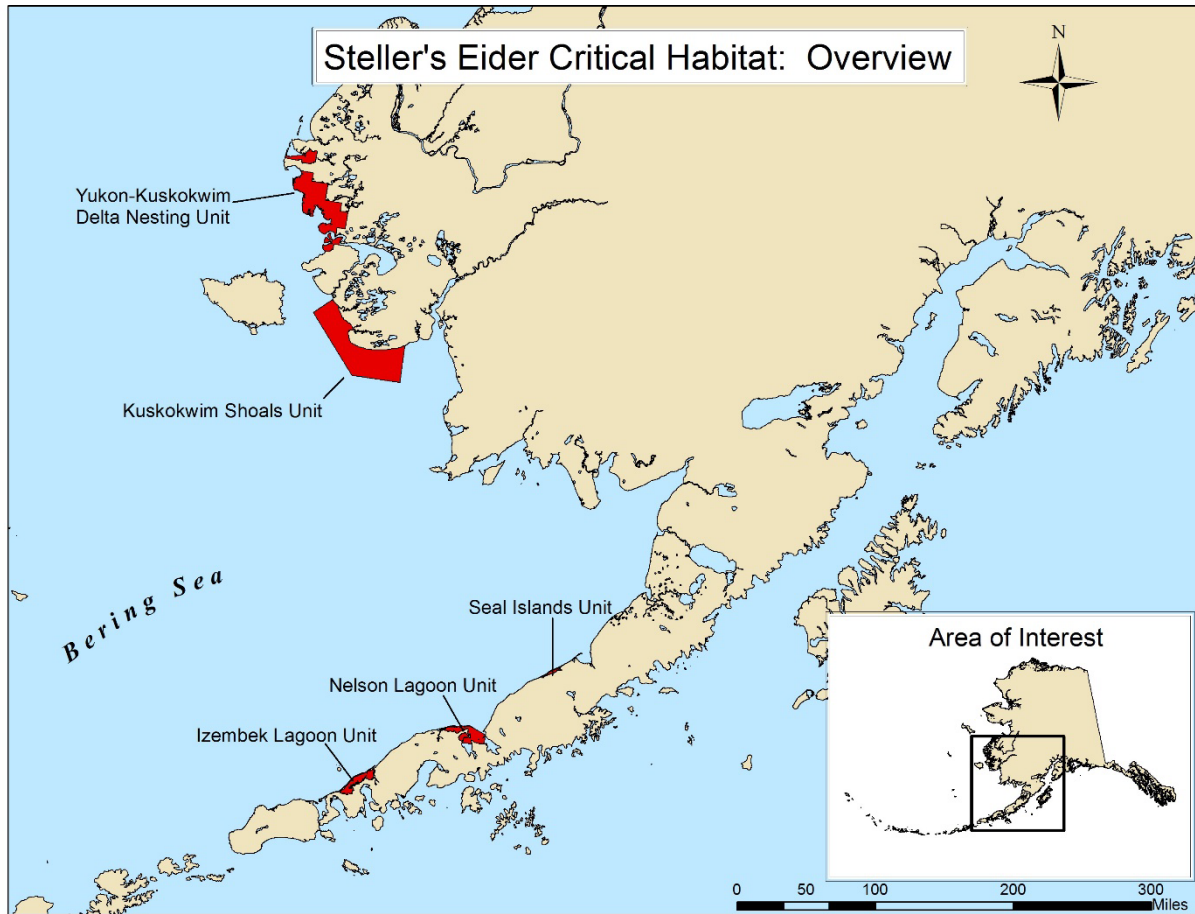 Steller's Eider Critical Habitat: Overview
N
Yukon-Kuskokwim
Delta Nesting Unit
Kuskokwim Shoals Unit
Bering Sea
Seal Islands Unit
Nelson Lagoon Unit
Izembek Lagoon Unit
Area of Interest
0 50 100 200 300
Miles